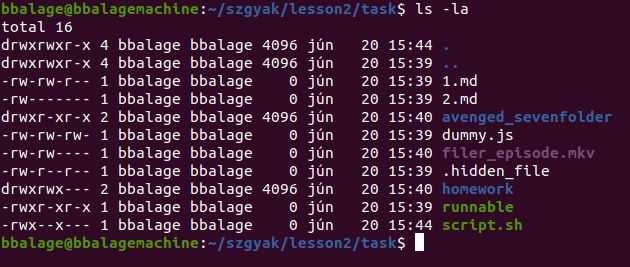 bbalage@bbalagemachine:~/szgyak/lesson2/task$ ls -la
total 16
drwxrwxr-x 4 bbalage bbalage 4096 jún   20 15:44 .
drwxrwxr-x 4 bbalage bbalage 4096 jún   20 15:39 ..
-rw-rw-r-- 1 bbalage bbalage    0 jún   20 15:39 1.md
-rw------- 1 bbalage bbalage    0 jún   20 15:39 2.md
drwxr-xr-x 2 bbalage bbalage 4096 jún   20 15:40 avenged_sevenfolder
-rw-rw-rw- 1 bbalage bbalage    0 jún   20 15:39 dummy.js
-rw-rw---- 1 bbalage bbalage    0 jún   20 15:40 filer_episode.mkv
-rw-r--r-- 1 bbalage bbalage    0 jún   20 15:39 .hidden_file
drwxrwx--- 2 bbalage bbalage 4096 jún   20 15:40 homework
-rwxr-xr-x 1 bbalage bbalage    0 jún   20 15:39 runnable
-rwxrwxr-x 1 bbalage bbalage    0 jún   20 15:44 script.sh
bbalage@bbalagemachine:~/szgyak/lesson2/task$